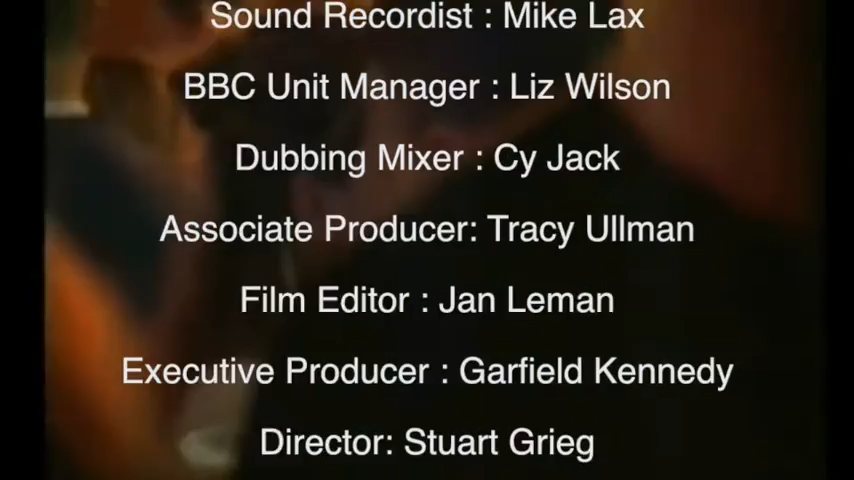 Sound Recordist : Mike Lax
BBC Unit Manager : Liz Wilson
Dubbing Mixer : Cy Jack
Associate Producer: Tracy Ullman
Film Editor : Jan Leman
Executive Producer : Garfield Kennedy
Director: Stuart Grieg